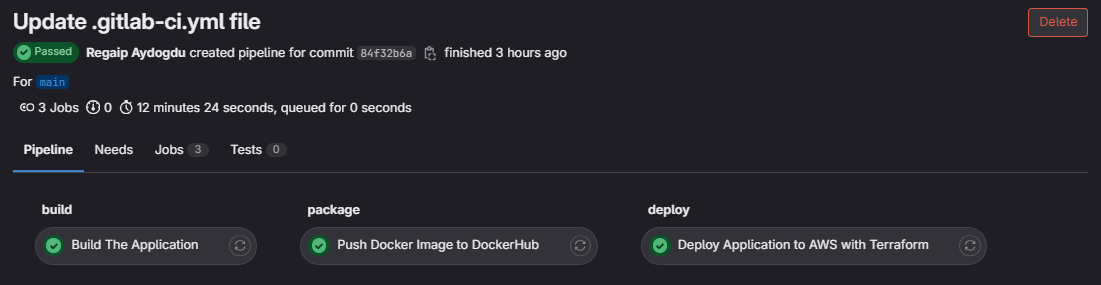 Update .gitlab-ci.yml file
Delete
Passed Regaip Aydogdu created pipeline for commit 84f32b6a finished 3 hours ago
For main
3 Jobs 0 12 minutes 24 seconds, queued for 0 seconds
Pipeline Needs Jobs 3 Tests 0
build package deploy
Build The Application Push Docker Image to DockerHub Deploy Application to AWS with Terraform